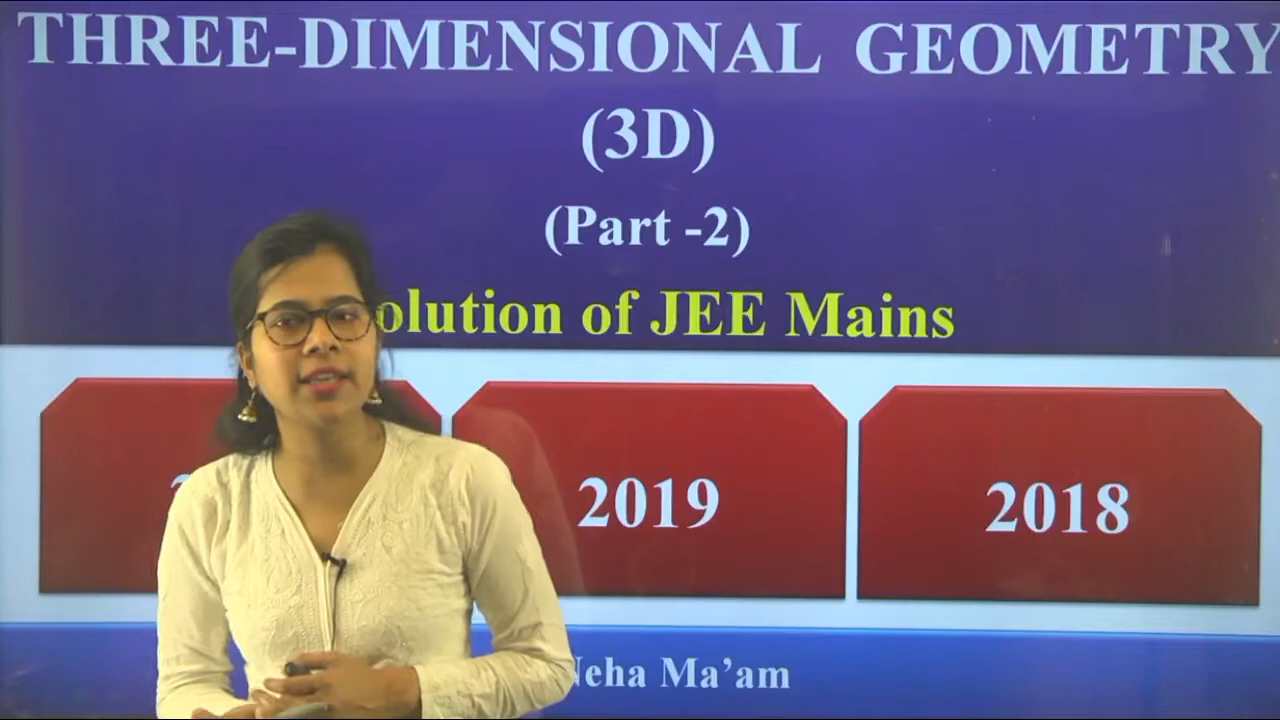 THREE-DIMENSIONAL GEOMETRY
(3D)
(Part -2)
olution of JEE Mains
2019
2018
Neha Ma’am